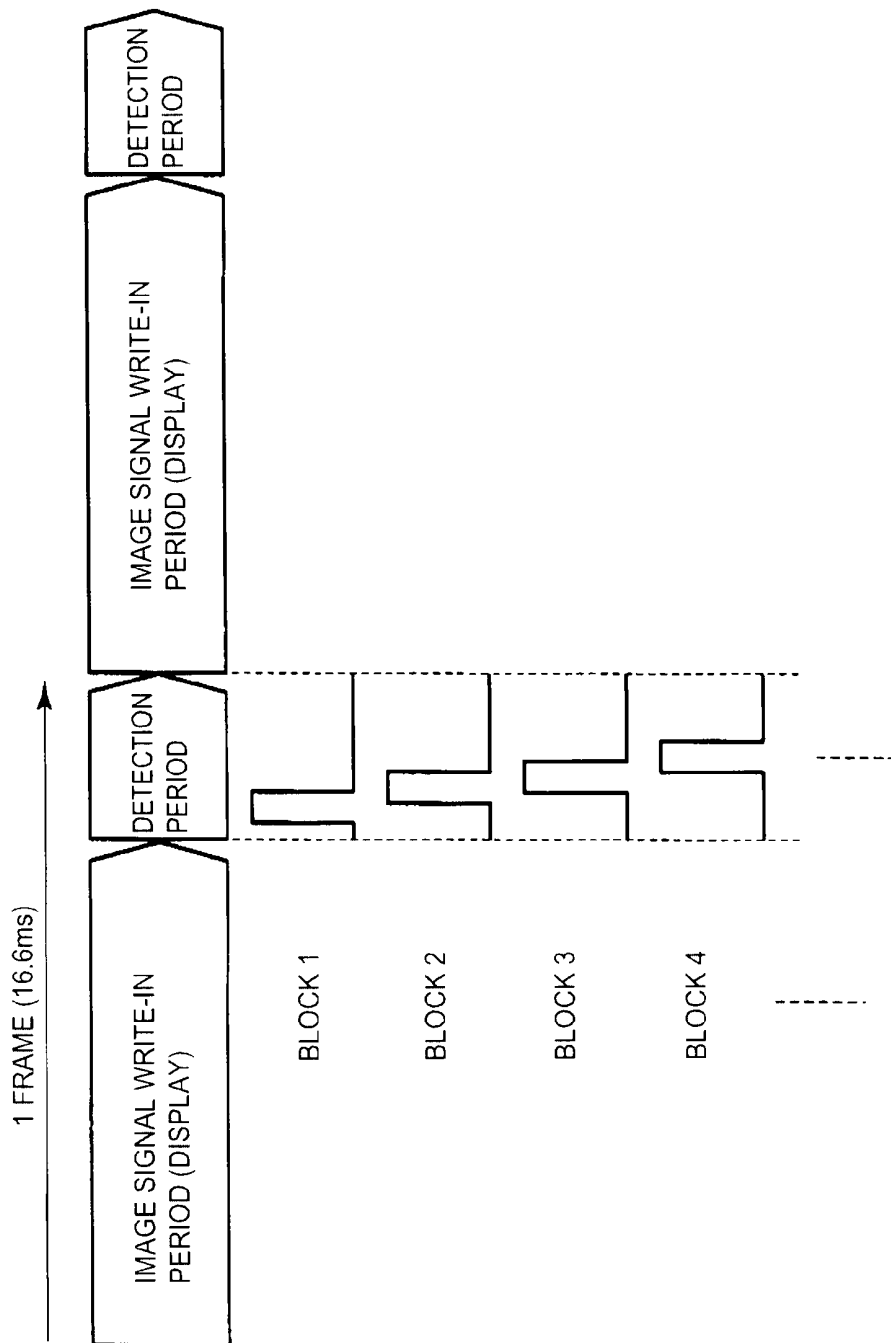 1 FRAME (16.6ms)
IMAGE SIGNAL WRITE-IN
PERIOD (DISPLAY)
DETECTION
PERIOD
IMAGE SIGNAL WRITE-IN
PERIOD (DISPLAY)
DETECTION
PERIOD
BLOCK 1
BLOCK 2
BLOCK 3
BLOCK 4